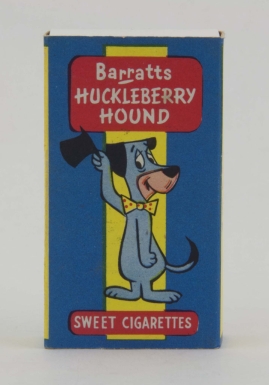 Barratts
HUCKLEBERRY
HOUND
SWEET CIGARETTES